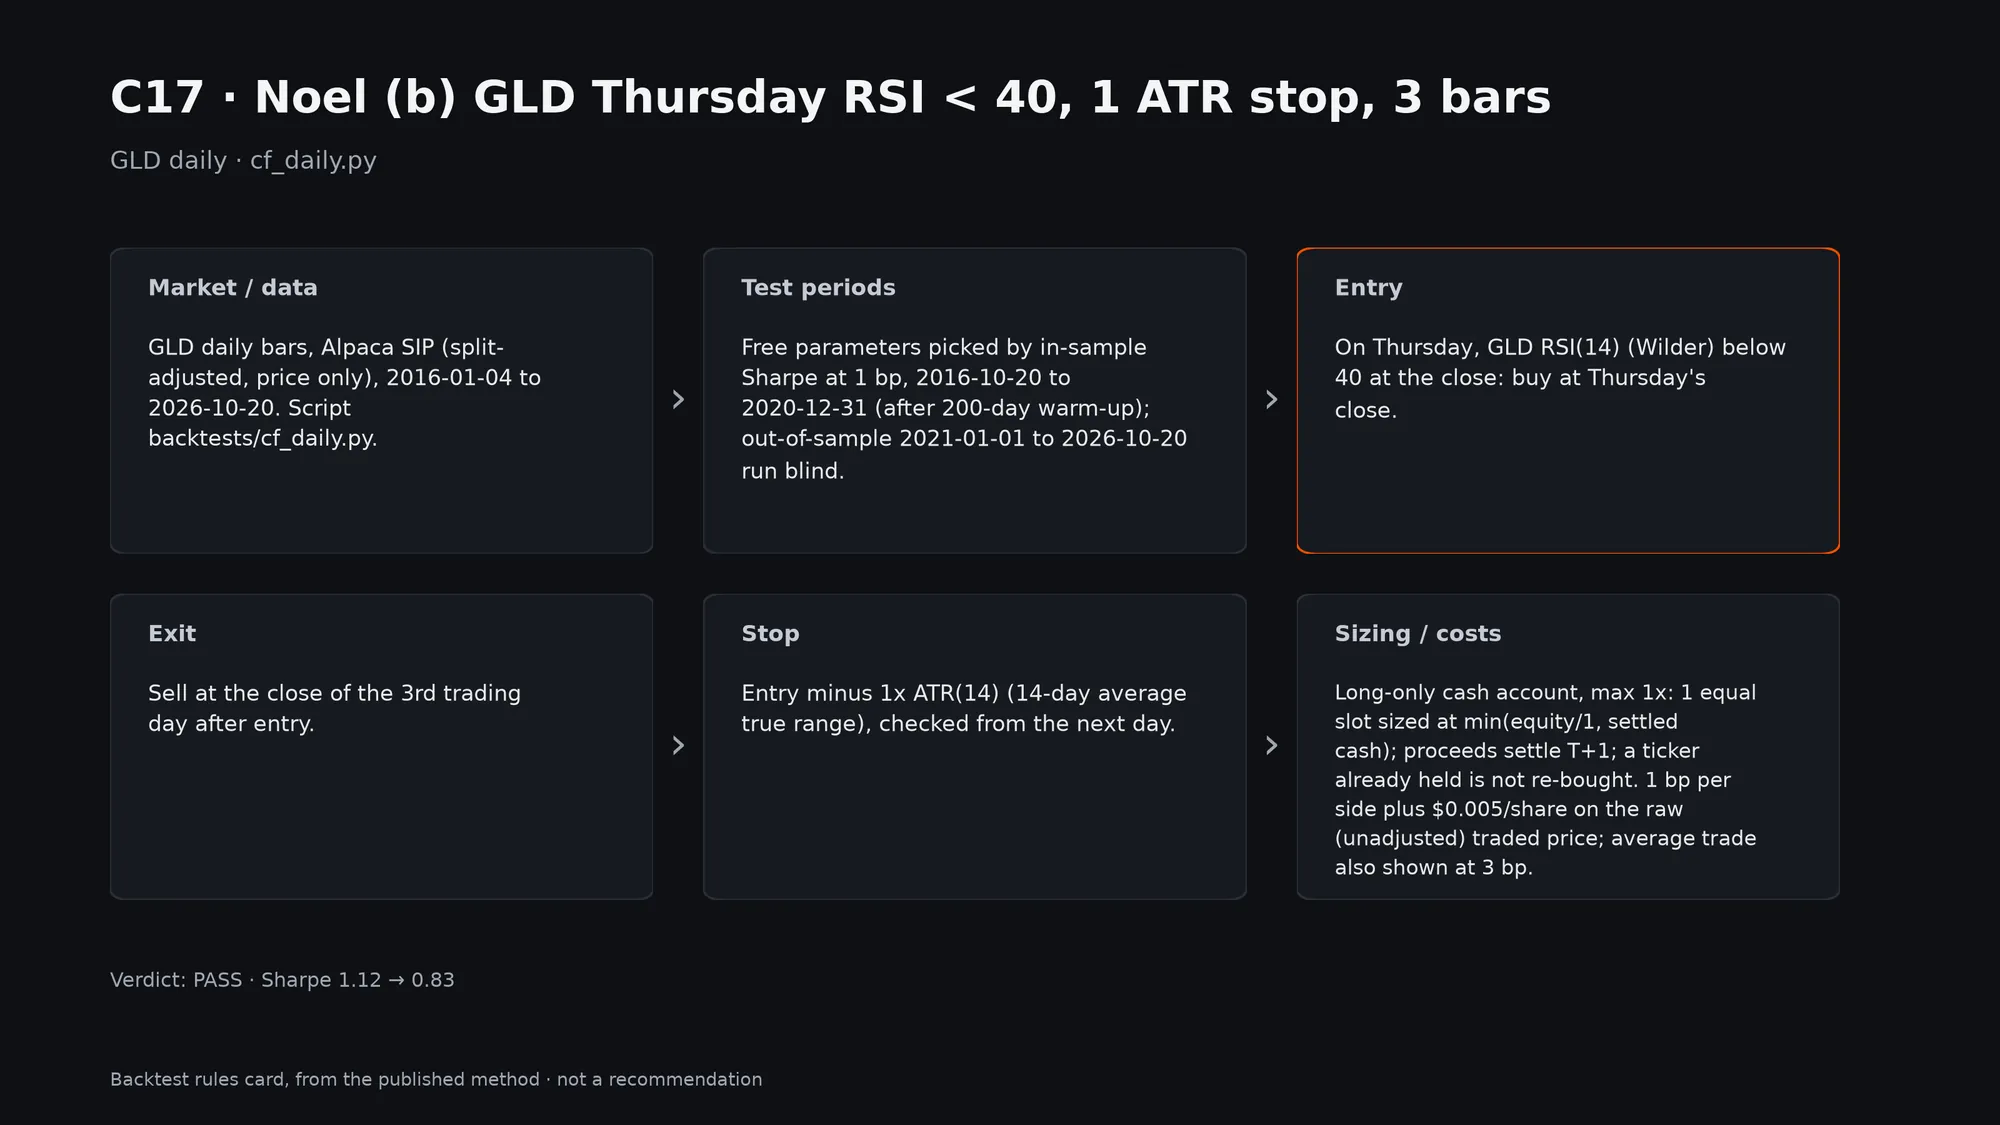 C17 · Noel (b) GLD Thursday RSI < 40, 1 ATR stop, 3 bars
GLD daily · cf_daily.py
Market / data
GLD daily bars, Alpaca SIP (split-
adjusted, price only), 2016-01-04 to
2026-10-20. Script
backtests/cf_daily.py.
›
Test periods
Free parameters picked by in-sample
Sharpe at 1 bp, 2016-10-20 to
2020-12-31 (after 200-day warm-up);
out-of-sample 2021-01-01 to 2026-10-20
run blind.
›
Entry
On Thursday, GLD RSI(14) (Wilder) below
40 at the close: buy at Thursday's
close.
Exit
Sell at the close of the 3rd trading
day after entry.
›
Stop
Entry minus 1x ATR(14) (14-day average
true range), checked from the next day.
›
Sizing / costs
Long-only cash account, max 1x: 1 equal
slot sized at min(equity/1, settled
cash); proceeds settle T+1; a ticker
already held is not re-bought. 1 bp per
side plus $0.005/share on the raw
(unadjusted) traded price; average trade
also shown at 3 bp.
Verdict: PASS · Sharpe 1.12 → 0.83
Backtest rules card, from the published method · not a recommendation